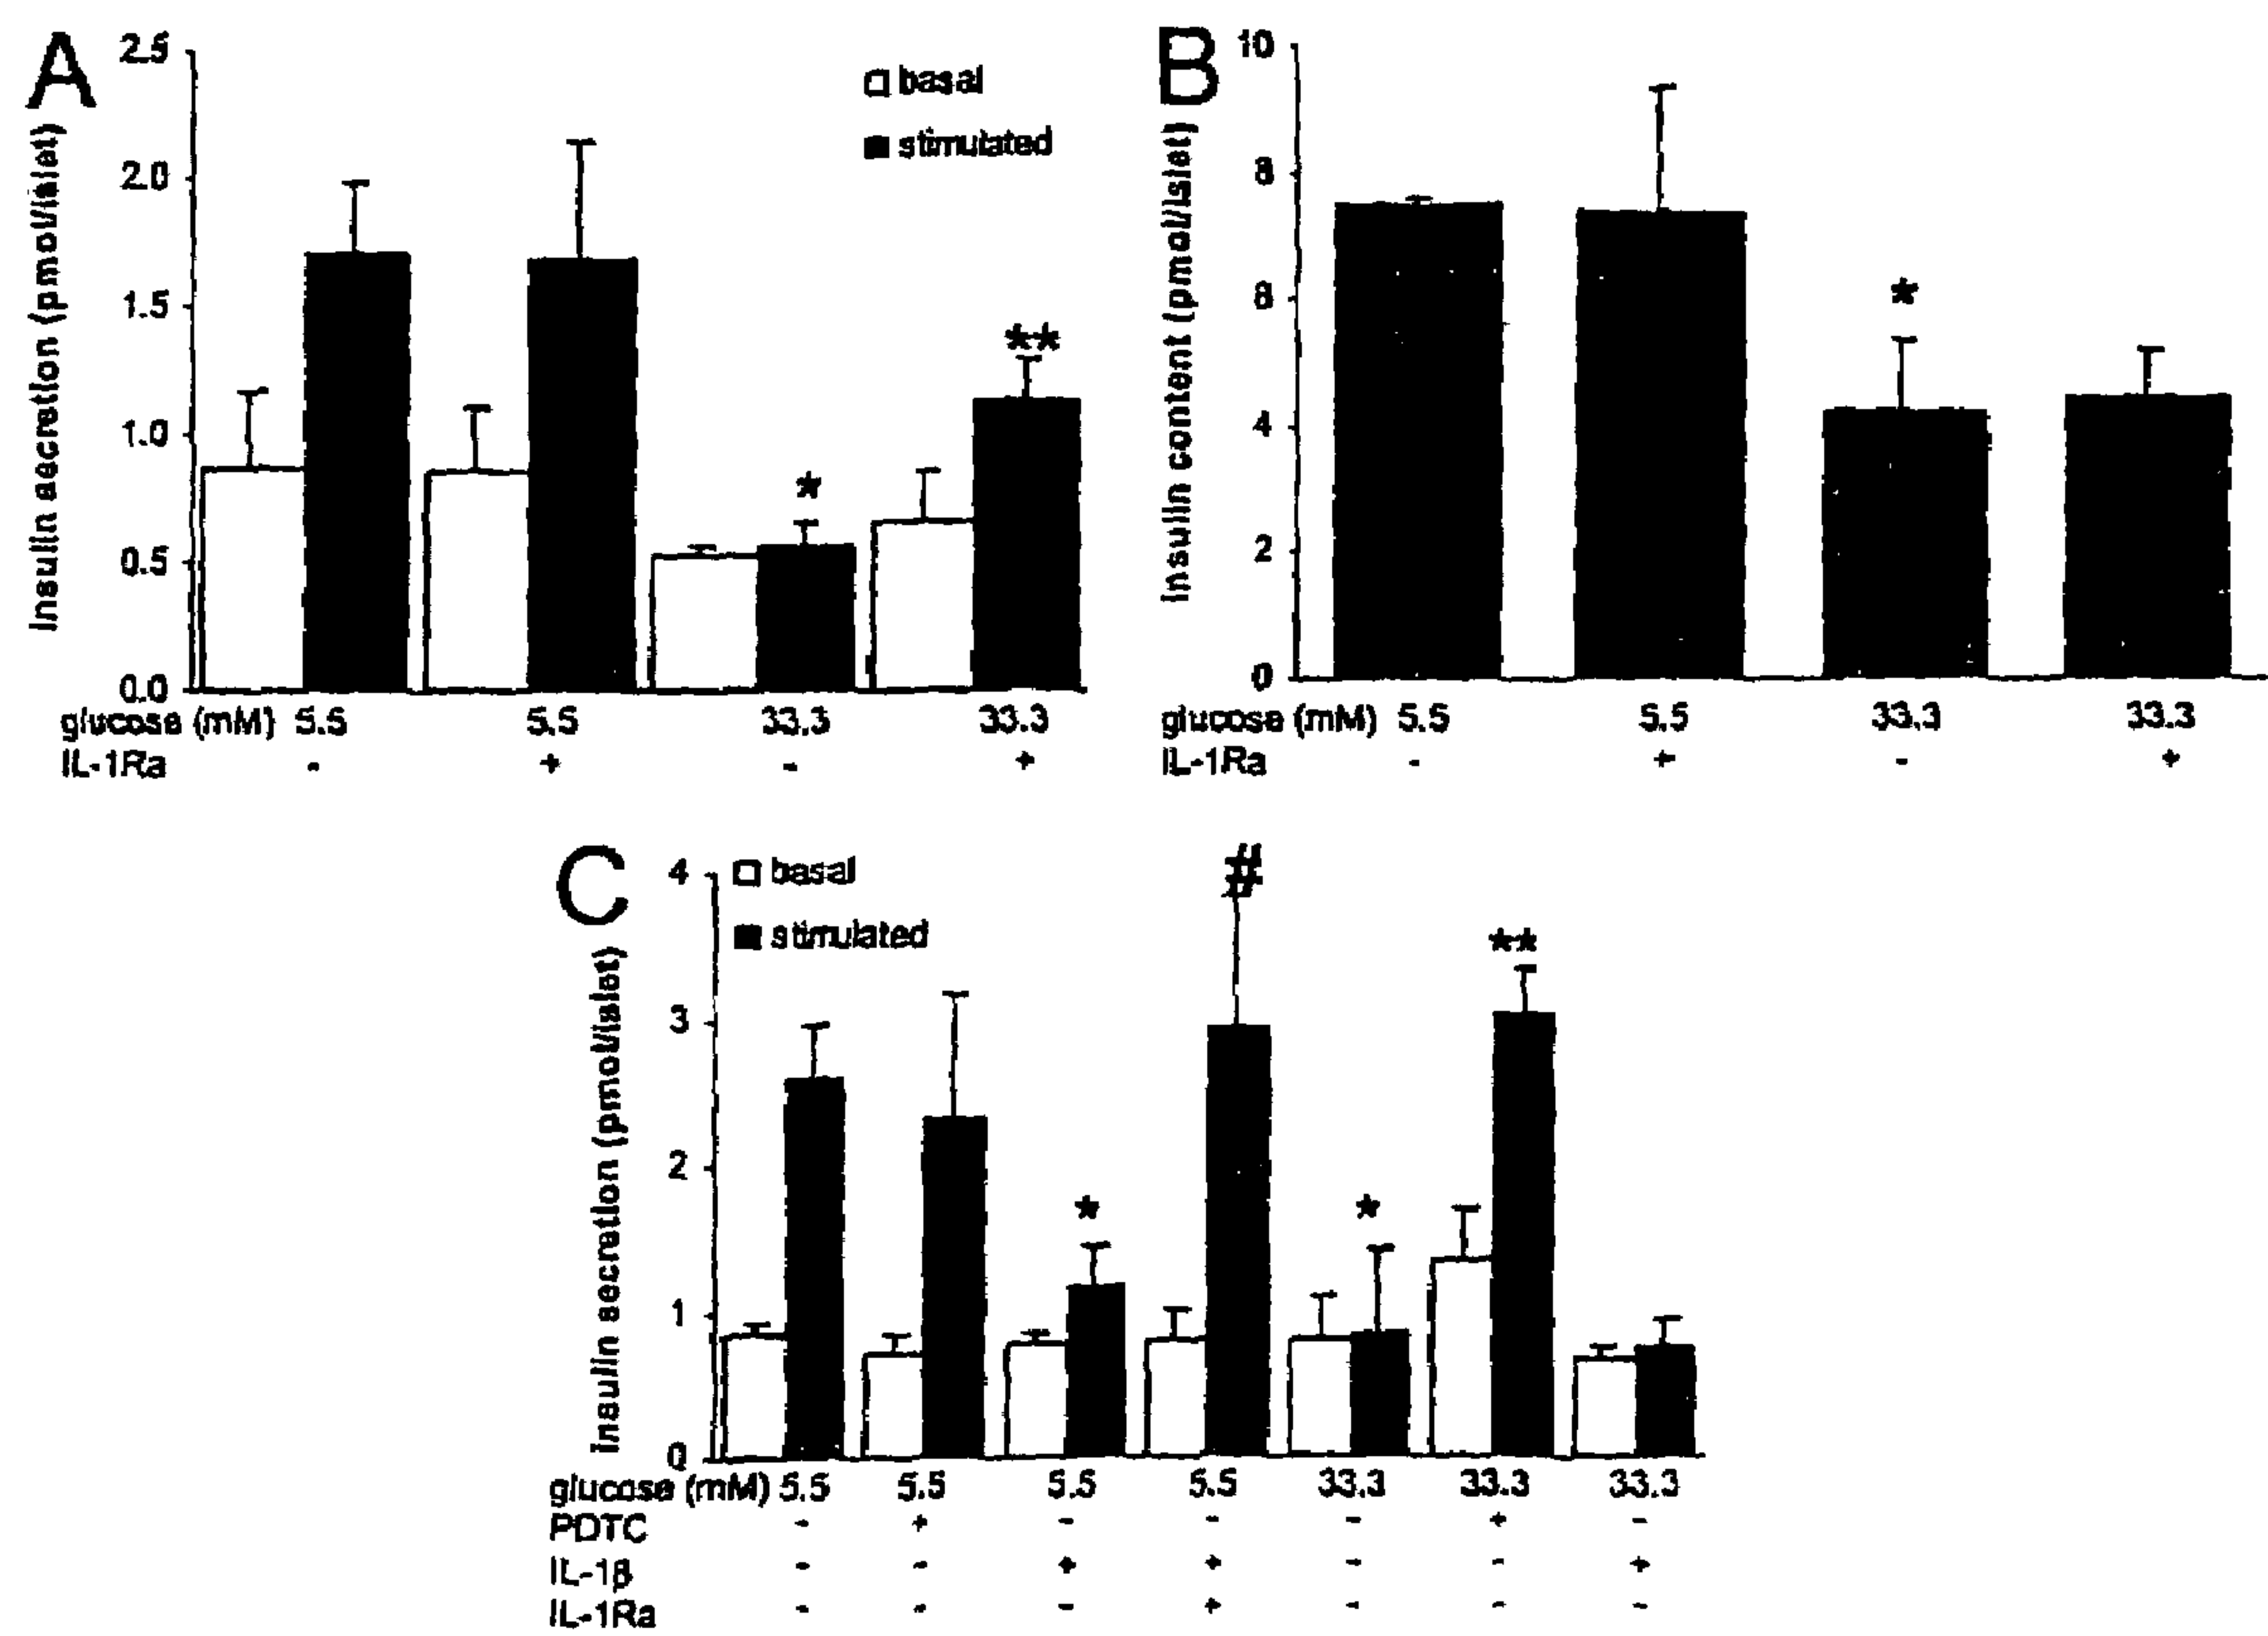 A
2.5
2.0
1.5
1.0
0.5
0.0
Insulin secretion (pmol/islet)
basal
stimulated
*
**
glucose (mM) 5.5 5.5 33.3 33.3
IL-1Ra - + - +
B
10
8
6
4
2
0
Insulin content (pmol/islet)
*
glucose (mM) 5.5 5.5 33.3 33.3
IL-1Ra - + - +
C
4
3
2
1
0
Insulin secretion (pmol/islet)
basal
stimulated
*
#
*
**
glucose (mM) 5.5 5.5 5.5 5.5 33.3 33.3 33.3
PDTC - + - - - + -
IL-1β - - + + - - +
IL-1Ra - - - + - - -